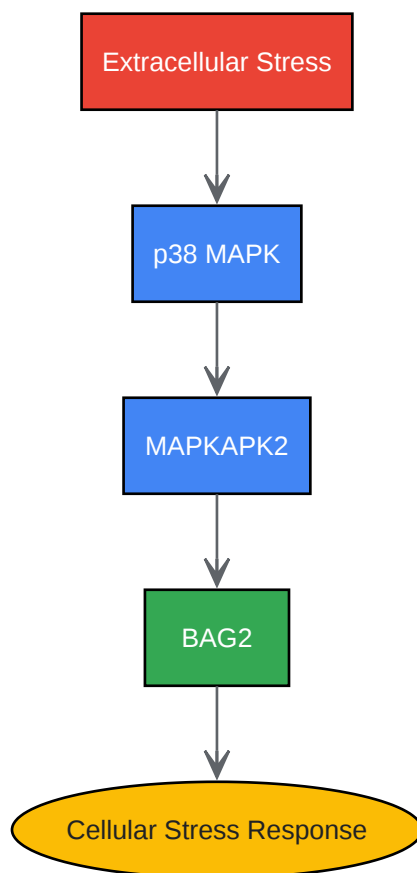 Extracellular Stress
p38 MAPK
MAPKAPK2
BAG2
Cellular Stress Response